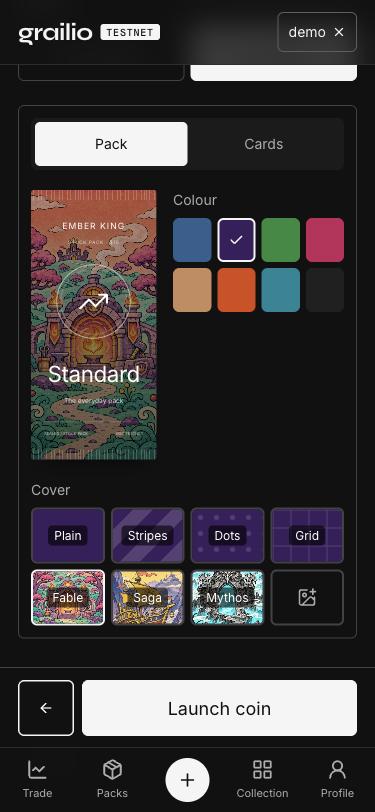 grailio TESTNET demo
Pack Cards
Colour
EMBER KING
Standard
The everyday pack
Cover
Plain Stripes Dots Grid
Fable Saga Mythos
Launch coin
Trade Packs Collection Profile